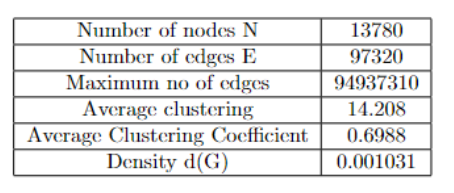 Number of nodes N 13780
Number of edges E 97320
Maximum no of edges 94937310
Average clustering 14.208
Average Clustering Coefficient 0.6988
Density d(G) 0.001031